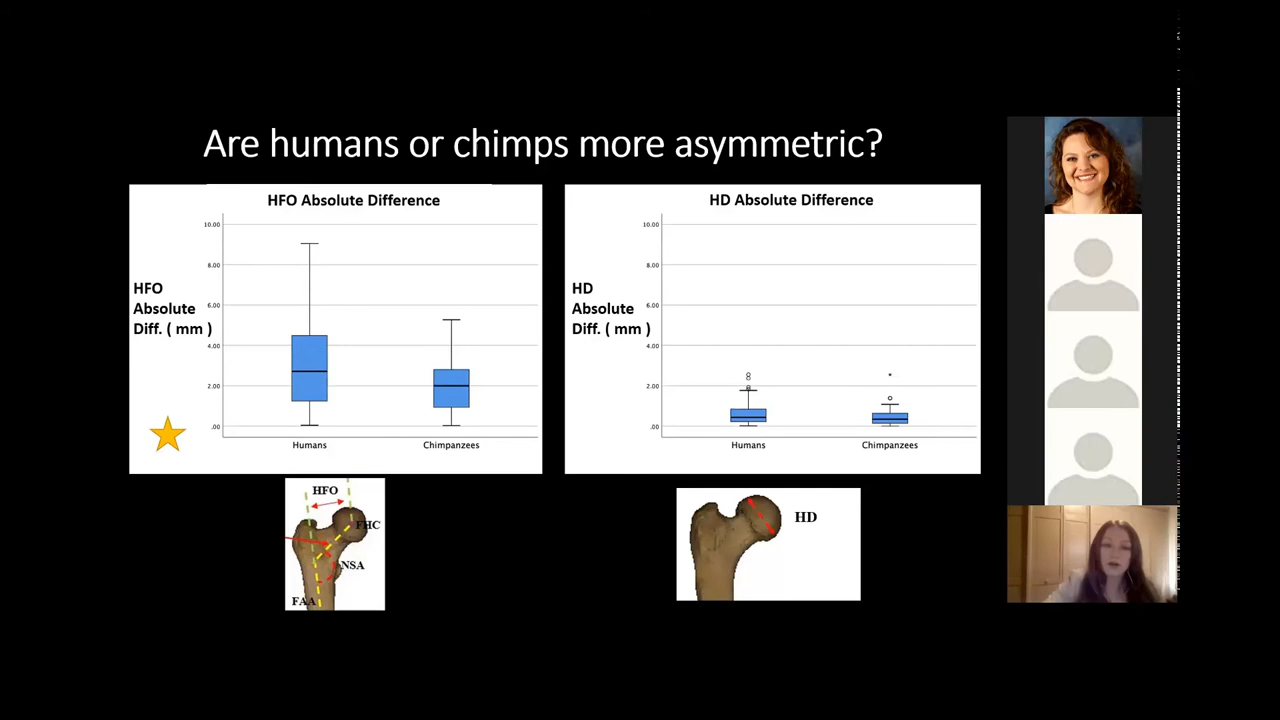 Are humans or chimps more asymmetric?
HFO Absolute Difference
10.00
8.00
HFO
Absolute
Diff. ( mm )
6.00
4.00
2.00
.00
Humans
Chimpanzees
HD Absolute Difference
10.00
8.00
HD
Absolute
Diff. ( mm )
6.00
4.00
2.00
.00
Humans
Chimpanzees
HFO
FHC
NSA
FAA
HD